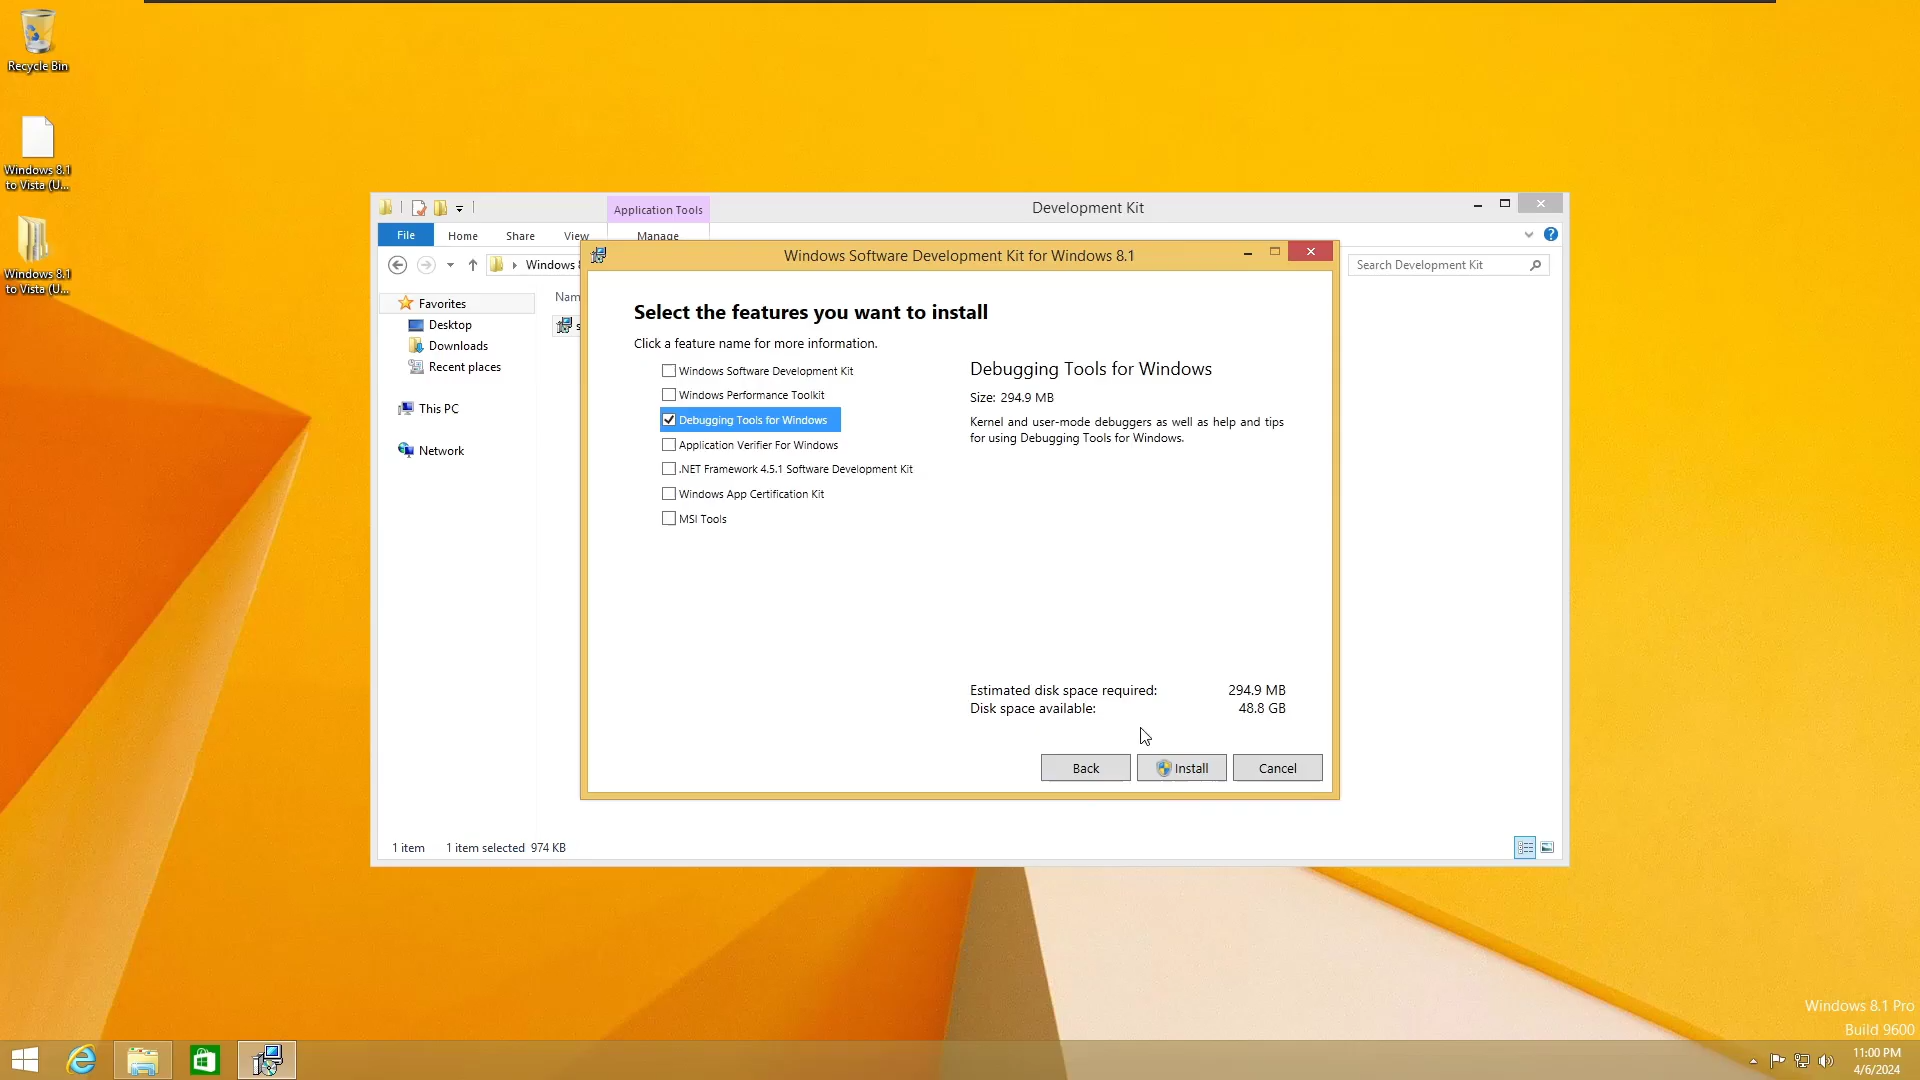 Recycle Bin
Windows 8.1
to Vista (U...
Windows 8.1
to Vista (U...
Application Tools
Development Kit
File
Home
Share
View
Manage
Windows 8
Search Development Kit
Favorites
Desktop
Downloads
Recent places
This PC
Network
Nam
s
Windows Software Development Kit for Windows 8.1
Select the features you want to install
Click a feature name for more information.
Windows Software Development Kit
Windows Performance Toolkit
Debugging Tools for Windows
Application Verifier For Windows
.NET Framework 4.5.1 Software Development Kit
Windows App Certification Kit
MSI Tools
Debugging Tools for Windows
Size: 294.9 MB
Kernel and user-mode debuggers as well as help and tips
for using Debugging Tools for Windows.
Estimated disk space required: 294.9 MB
Disk space available: 48.8 GB
Back
Install
Cancel
1 item 1 item selected 974 KB
Windows 8.1 Pro
Build 9600
11:00 PM
4/6/2024